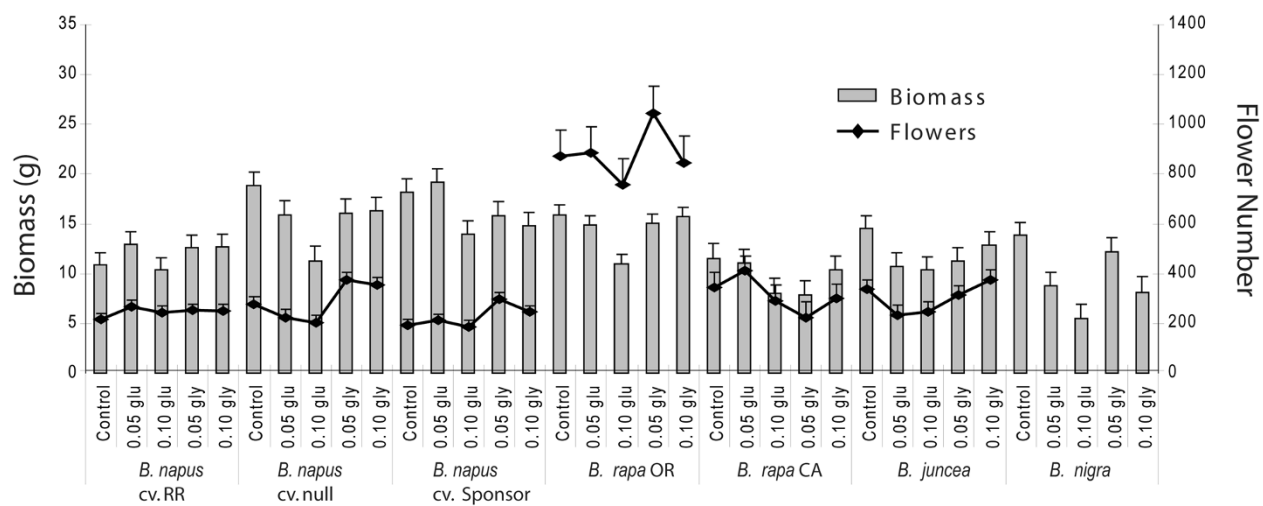 35
30
25
20
15
10
5
0
Biomass (g)
1400
1200
1000
800
600
400
200
0
Flower Number
Biomass
Flowers
Control
0.05 glu
0.10 glu
0.05 gly
0.10 gly
Control
0.05 glu
0.10 glu
0.05 gly
0.10 gly
Control
0.05 glu
0.10 glu
0.05 gly
0.10 gly
Control
0.05 glu
0.10 glu
0.05 gly
0.10 gly
Control
0.05 glu
0.10 glu
0.05 gly
0.10 gly
Control
0.05 glu
0.10 glu
0.05 gly
0.10 gly
Control
0.05 glu
0.10 glu
0.05 gly
0.10 gly
B. napus
cv. RR
B. napus
cv. null
B. napus
cv. Sponsor
B. rapa OR
B. rapa CA
B. juncea
B. nigra